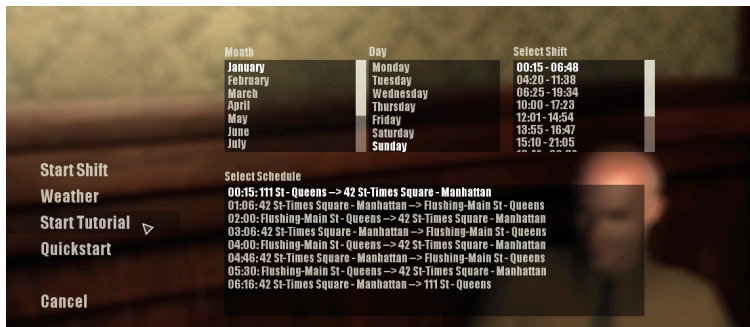 Month
January
February
March
April
May
June
July
Day
Monday
Tuesday
Wednesday
Thursday
Friday
Saturday
Sunday
Select Shift
00:15 - 06:48
04:20 - 11:38
06:25 - 19:34
10:00 - 17:23
12:01 - 14:54
13:55 - 16:47
15:10 - 21:05
Start Shift
Weather
Start Tutorial
Quickstart
Cancel
Select Schedule
00:15: 111 St - Queens --> 42 St-Times Square - Manhattan
01:06: 42 St-Times Square - Manhattan --> Flushing-Main St - Queens
02:00: Flushing-Main St - Queens --> 42 St-Times Square - Manhattan
03:06: 42 St-Times Square - Manhattan --> Flushing-Main St - Queens
04:00: Flushing-Main St - Queens --> 42 St-Times Square - Manhattan
04:46: 42 St-Times Square - Manhattan --> Flushing-Main St - Queens
05:30: Flushing-Main St - Queens --> 42 St-Times Square - Manhattan
06:16: 42 St-Times Square - Manhattan --> 111 St - Queens